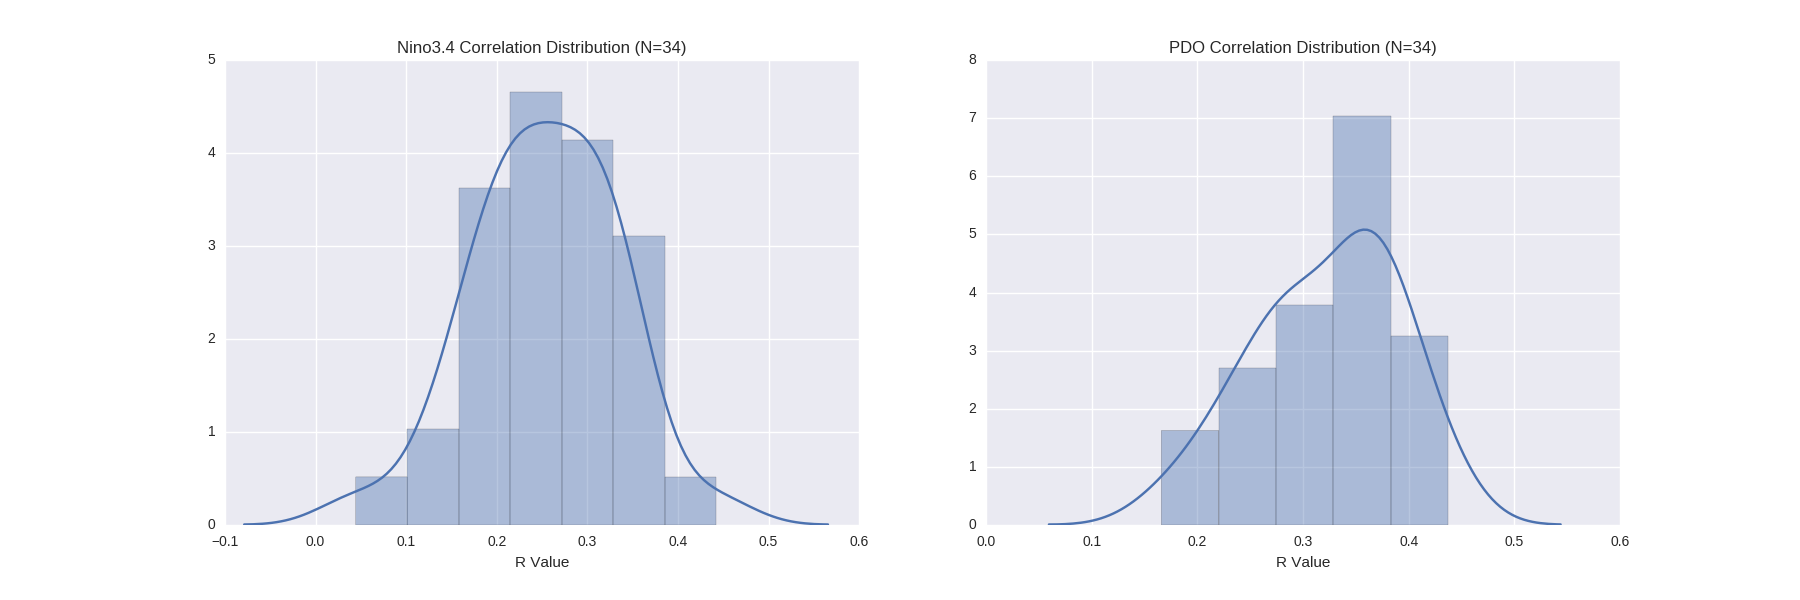 Nino3.4 Correlation Distribution (N=34)
5
4
3
2
1
0
−0.1 0.0 0.1 0.2 0.3 0.4 0.5 0.6
R Value
PDO Correlation Distribution (N=34)
8
7
6
5
4
3
2
1
0
0.0 0.1 0.2 0.3 0.4 0.5 0.6
R Value